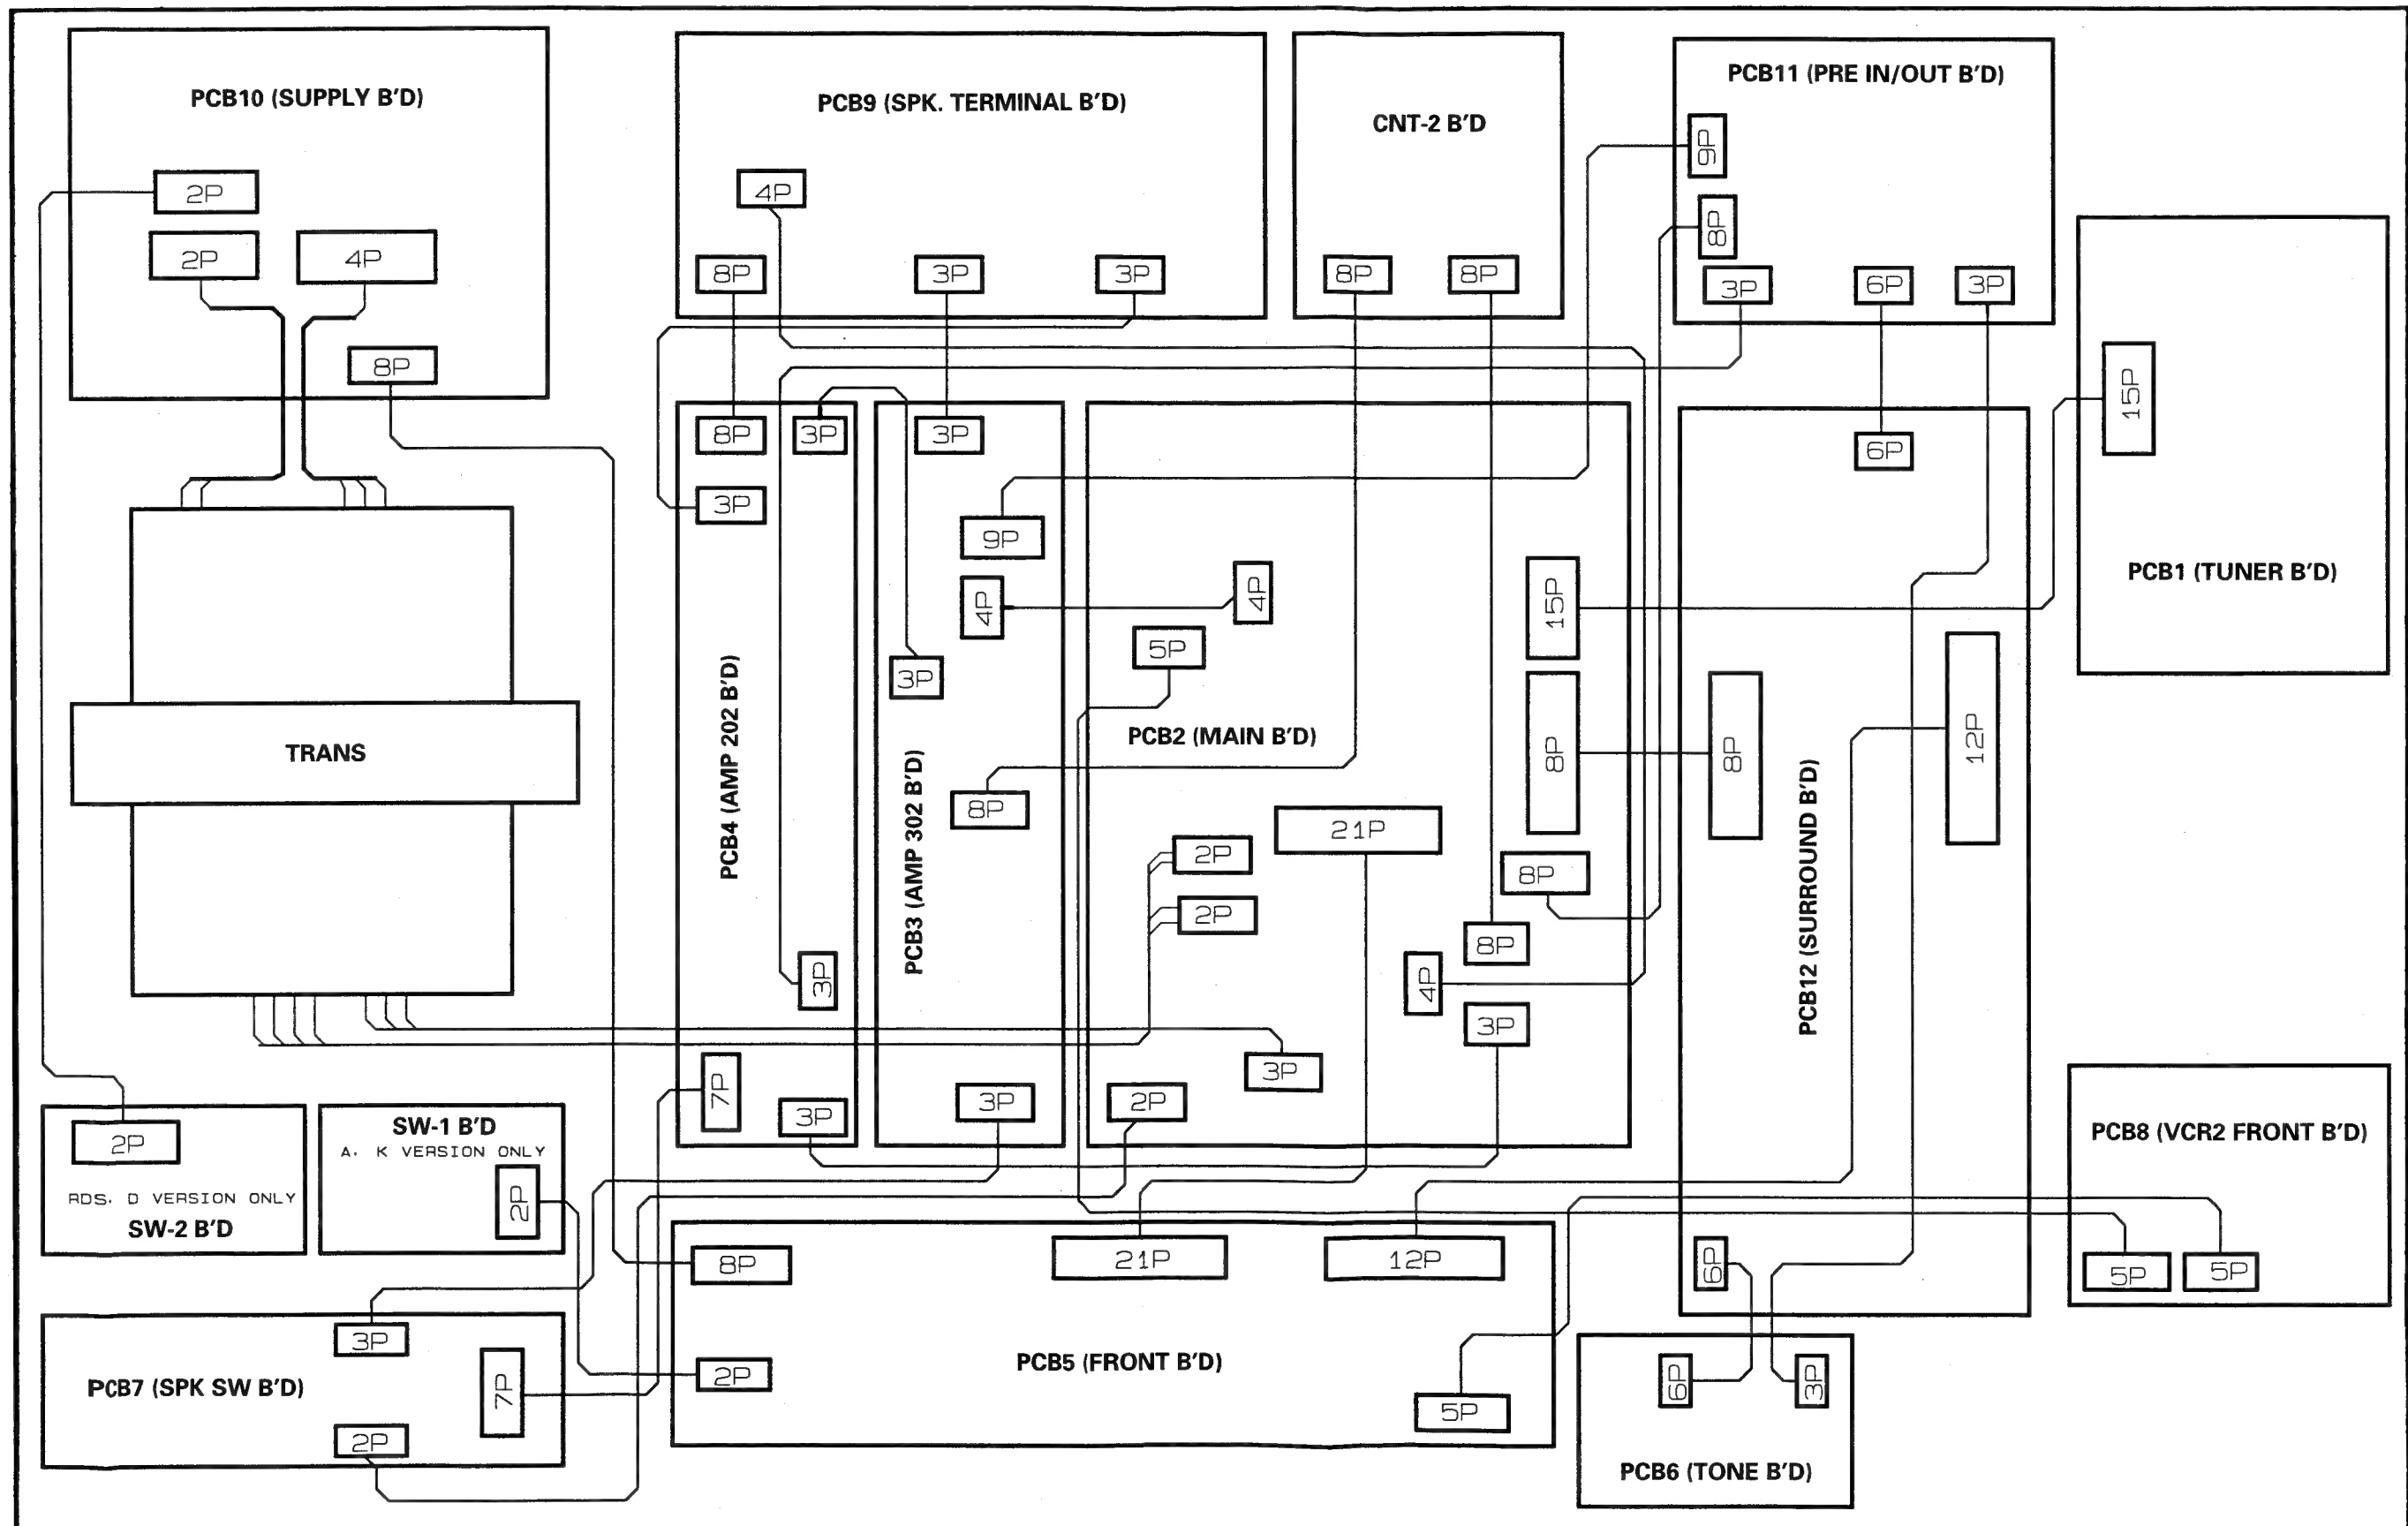 PCB10 (SUPPLY B'D)
2P
2P
4P
8P
PCB9 (SPK. TERMINAL B'D)
4P
8P
3P
3P
CNT-2 B'D
8P
8P
PCB11 (PRE IN/OUT B'D)
9P
8P
3P
6P
3P
15P
PCB1 (TUNER B'D)
TRANS
8P
3P
3P
PCB4 (AMP 202 B'D)
3P
7P
3P
3P
9P
4P
3P
8P
PCB3 (AMP 302 B'D)
3P
4P
5P
15P
PCB2 (MAIN B'D)
8P
21P
2P
8P
2P
8P
4P
3P
3P
2P
6P
8P
12P
PCB12 (SURROUND B'D)
6P
PCB8 (VCR2 FRONT B'D)
5P
5P
2P
RDS. D VERSION ONLY
SW-2 B'D
SW-1 B'D
A. K VERSION ONLY
2P
8P
21P
12P
PCB5 (FRONT B'D)
2P
5P
3P
PCB7 (SPK SW B'D)
7P
2P
6P
3P
PCB6 (TONE B'D)